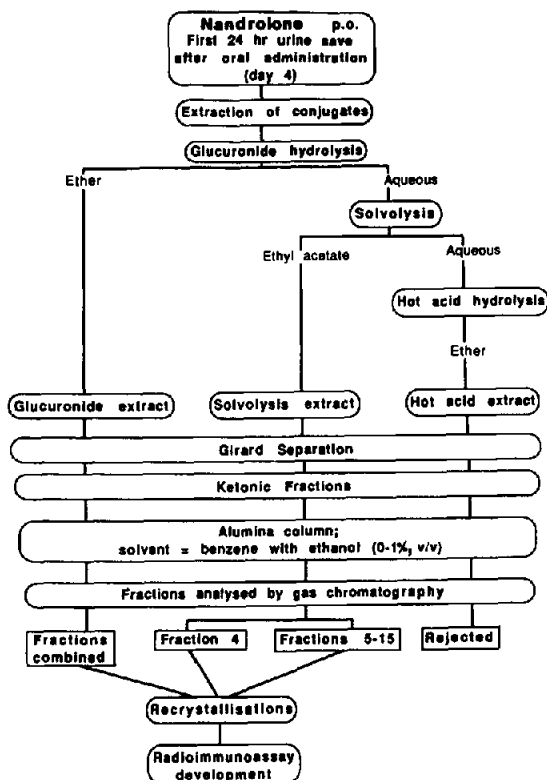 Nandrolone p.o.
First 24 hr urine save
after oral administration
(day 4)
Extraction of conjugates
Glucuronide hydrolysis
Ether
Aqueous
Solvolysis
Ethyl acetate
Aqueous
Hot acid hydrolysis
Ether
Glucuronide extract
Solvolysis extract
Hot acid extract
Girard Separation
Ketonic Fractions
Alumina column;
solvent = benzene with ethanol (0-1%, v/v)
Fractions analysed by gas chromatography
Fractions
combined
Fraction 4
Fractions 5-15
Rejected
Recrystallisations
Radioimmunoassay
development